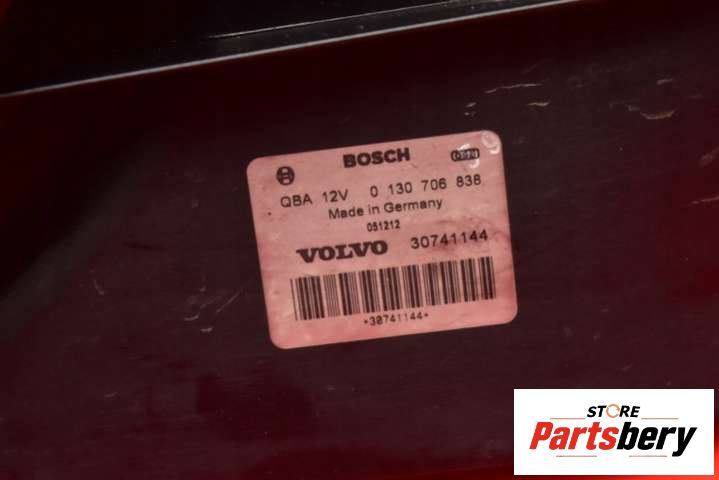 BOSCH
QBA 12V 0 130 706 838
Made in Germany
051212
VOLVO 30741144
*30741144*
STORE
Partsbery